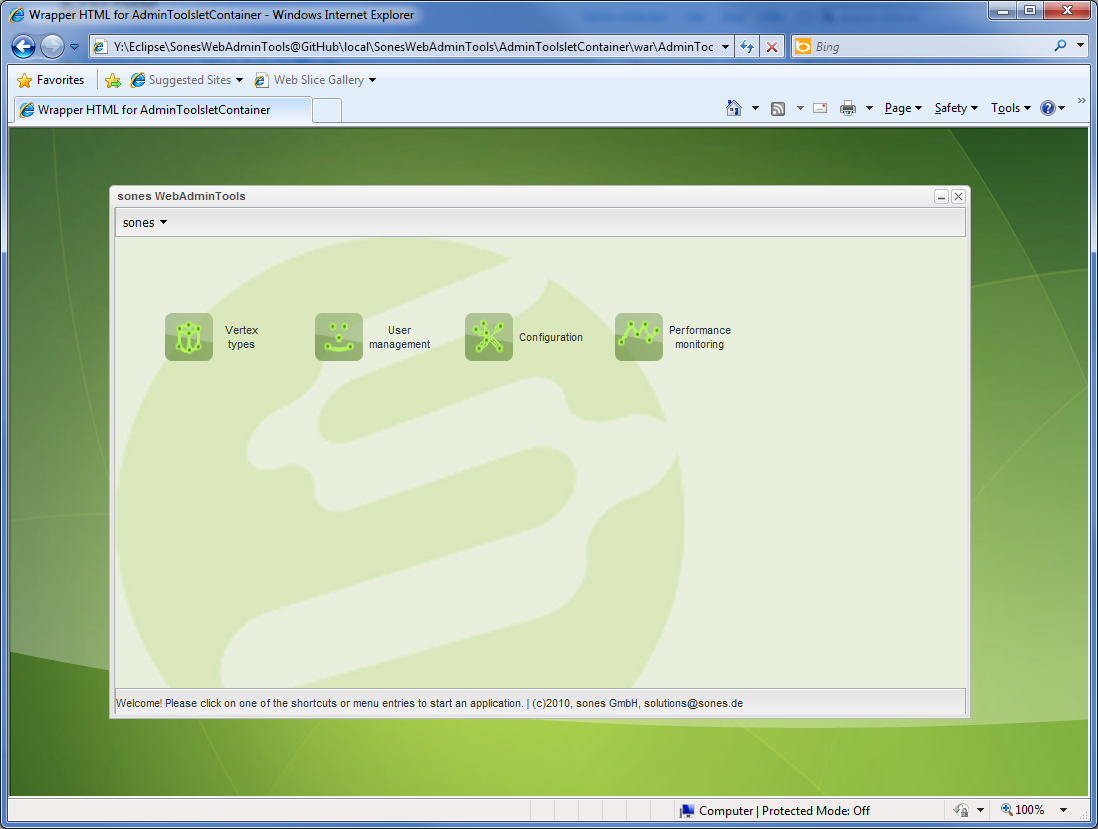 Wrapper HTML for AdminToolsletContainer - Windows Internet Explorer
Y:\Eclipse\SonesWebAdminTools@GitHub\local\SonesWebAdminTools\AdminToolsletContainer\war\AdminToc
Bing
Favorites
Suggested Sites
Web Slice Gallery
Wrapper HTML for AdminToolsletContainer
Page
Safety
Tools
sones WebAdminTools
sones
Vertex
types
User
management
Configuration
Performance
monitoring
Welcome! Please click on one of the shortcuts or menu entries to start an application. | (c)2010, sones GmbH, solutions@sones.de
Computer | Protected Mode: Off
100%